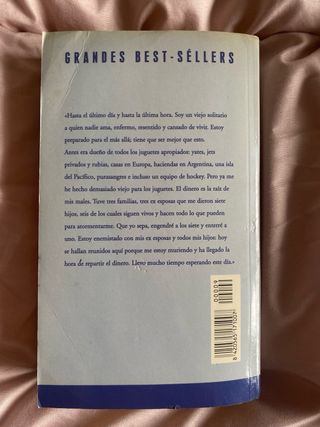 GRANDES BEST-SÉLLERS
«Hasta el último día y hasta la última hora. Soy un viejo solitario
a quien nadie ama, enfermo, resentido y cansado de vivir. Estoy
preparado para el más allá; tiene que ser mejor que esto.
Antes era dueño de todos los juguetes apropiados: yates, jets
privados y rubias, casas en Europa, haciendas en Argentina, una isla
del Pacífico, purasangres e incluso un equipo de hockey. Pero ya me
he hecho demasiado viejo para los juguetes. El dinero es la raíz de
mis males. Tuve tres familias, tres ex esposas que me dieron siete
hijos, seis de los cuales siguen vivos y hacen todo lo que pueden
para atormentarme. Que yo sepa, engendré a los siete y enterré a
uno. Estoy enemistado con mis ex esposas y todos mis hijos: hoy
se hallan reunidos aquí porque me estoy muriendo y ha llegado la
hora de repartir el dinero. Llevo mucho tiempo esperando este día.»
00009